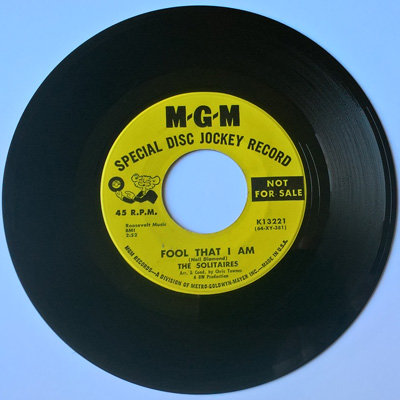 M-G-M
SPECIAL DISC JOCKEY RECORD
NOT
FOR SALE
45 R.P.M.
K13221
(64-XY-381)
Roosevelt Music
BMI
2:52
FOOL THAT I AM
(Neil Diamond)
THE SOLITAIRES
Arr. & Cond. by Chris Towns
A DW Production
MGM RECORDS—A DIVISION OF METRO-GOLDWYN-MAYER INC.—MADE IN U.S.A.